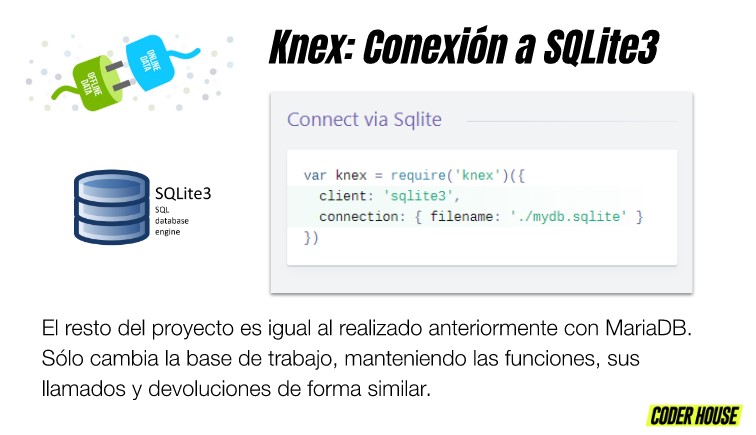 OFFLINE
DATA
ONLINE
DATA
Knex: Conexión a SQLite3
Connect via Sqlite
var knex = require('knex')({
client: 'sqlite3',
connection: { filename: './mydb.sqlite' }
})
SQLite3
SQL
database
engine
El resto del proyecto es igual al realizado anteriormente con MariaDB.
Sólo cambia la base de trabajo, manteniendo las funciones, sus
llamados y devoluciones de forma similar.
CODER HOUSE